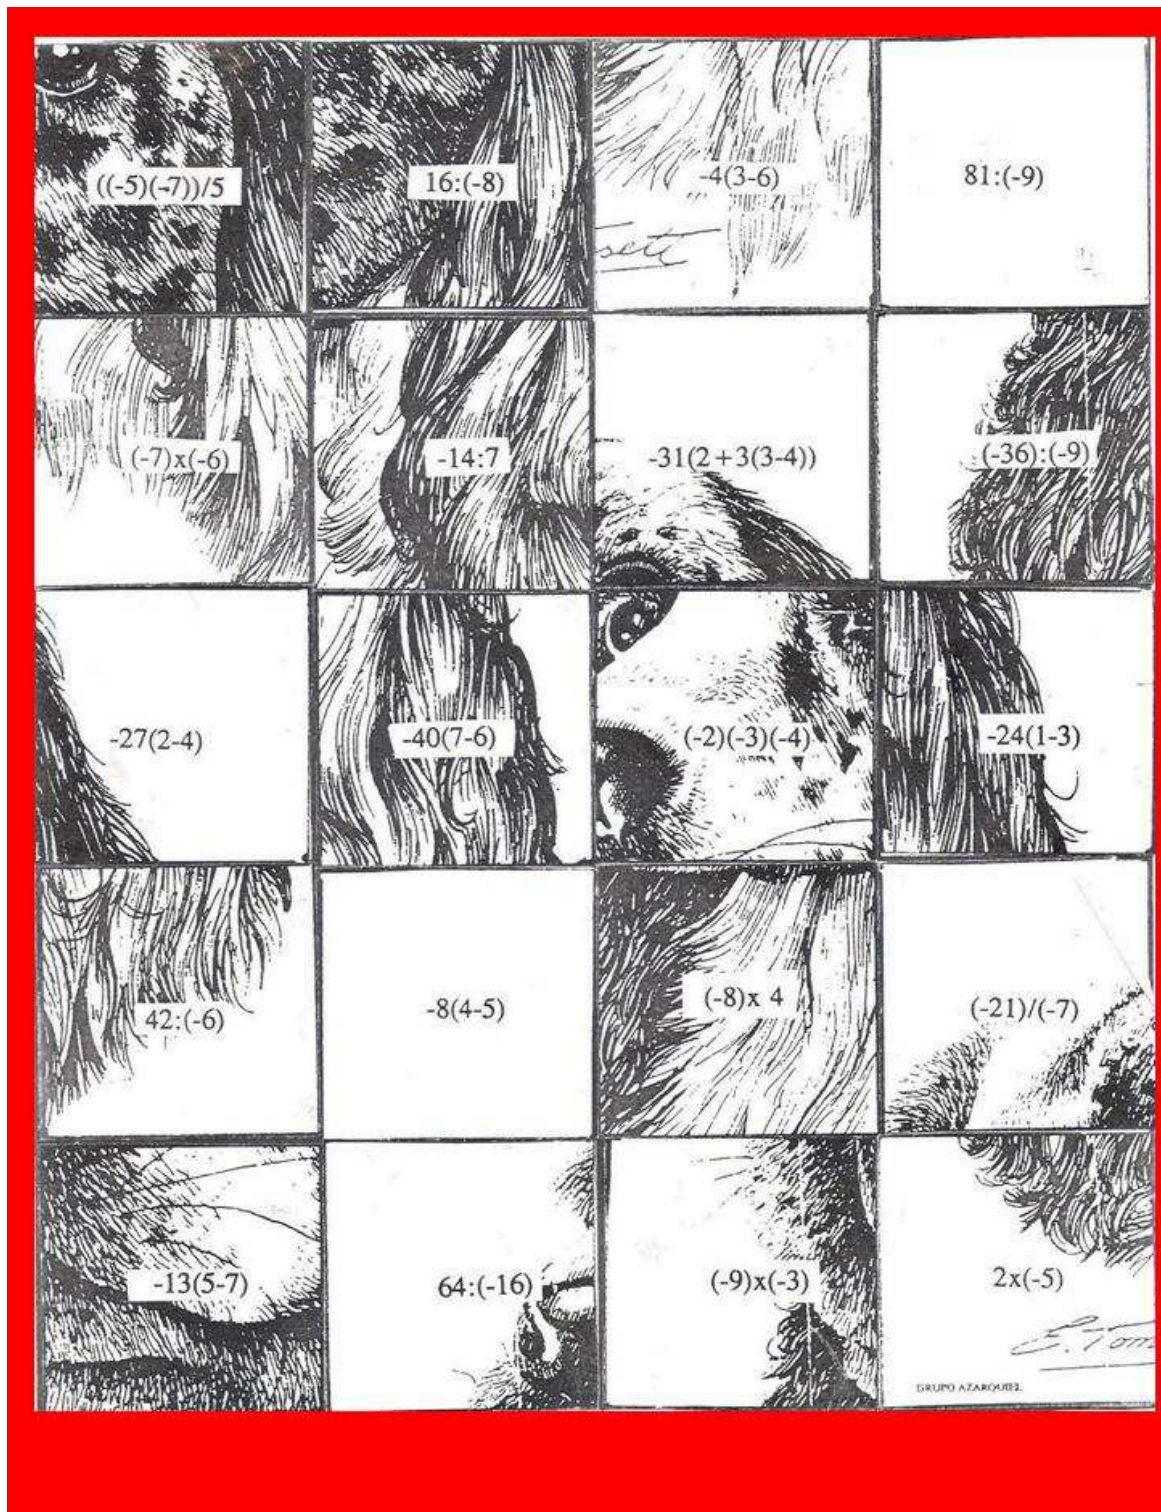 ((-5)(-7))/5
16:(-8)
-4(3-6)
81:(-9)
sett
(-7)x(-6)
-14:7
-31(2+3(3-4))
(-36):(-9)
-27(2-4)
-40(7-6)
(-2)(-3)(-4)
-24(1-3)
42:(-6)
-8(4-5)
(-8)x 4
(-21)/(-7)
-13(5-7)
64:(-16)
(-9)x(-3)
2x(-5)
E. Tom
GRUPO AZARQUIEL